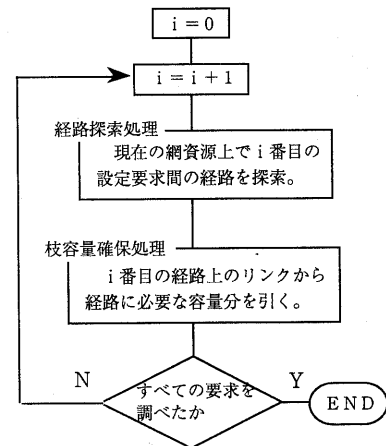 i=0
i=i+1
経路探索処理
現在の網資源上でi番目の
設定要求間の経路を探索。
枝容量確保処理
i番目の経路上のリンクから
経路に必要な容量分を引く。
N
すべての要求を
調べたか
Y
END